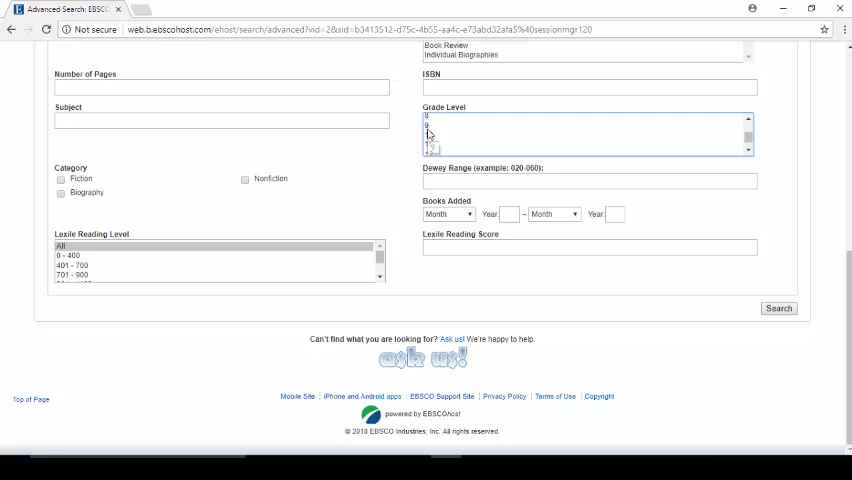 Advanced Search: EBSCO
Not secure web.b.ebscohost.com/ehost/search/advanced?vid=2&sid=b3413512-d75c-4b55-aa4c-e73abd32afa5%40sessionmgr120
Book Review
Individual Biographies
Number of Pages
ISBN
Subject
Grade Level
8
9
Category
Fiction
Nonfiction
Biography
Dewey Range (example: 020-060):
Books Added
Month Year: – Month Year:
Lexile Reading Level
All
0 - 400
401 - 700
701 - 900
Lexile Reading Score
Search
Can't find what you are looking for? Ask us! We're happy to help.
ask us!
Top of Page
Mobile Site iPhone and Android apps EBSCO Support Site Privacy Policy Terms of Use Copyright
powered by EBSCOhost
© 2018 EBSCO Industries, Inc. All rights reserved.